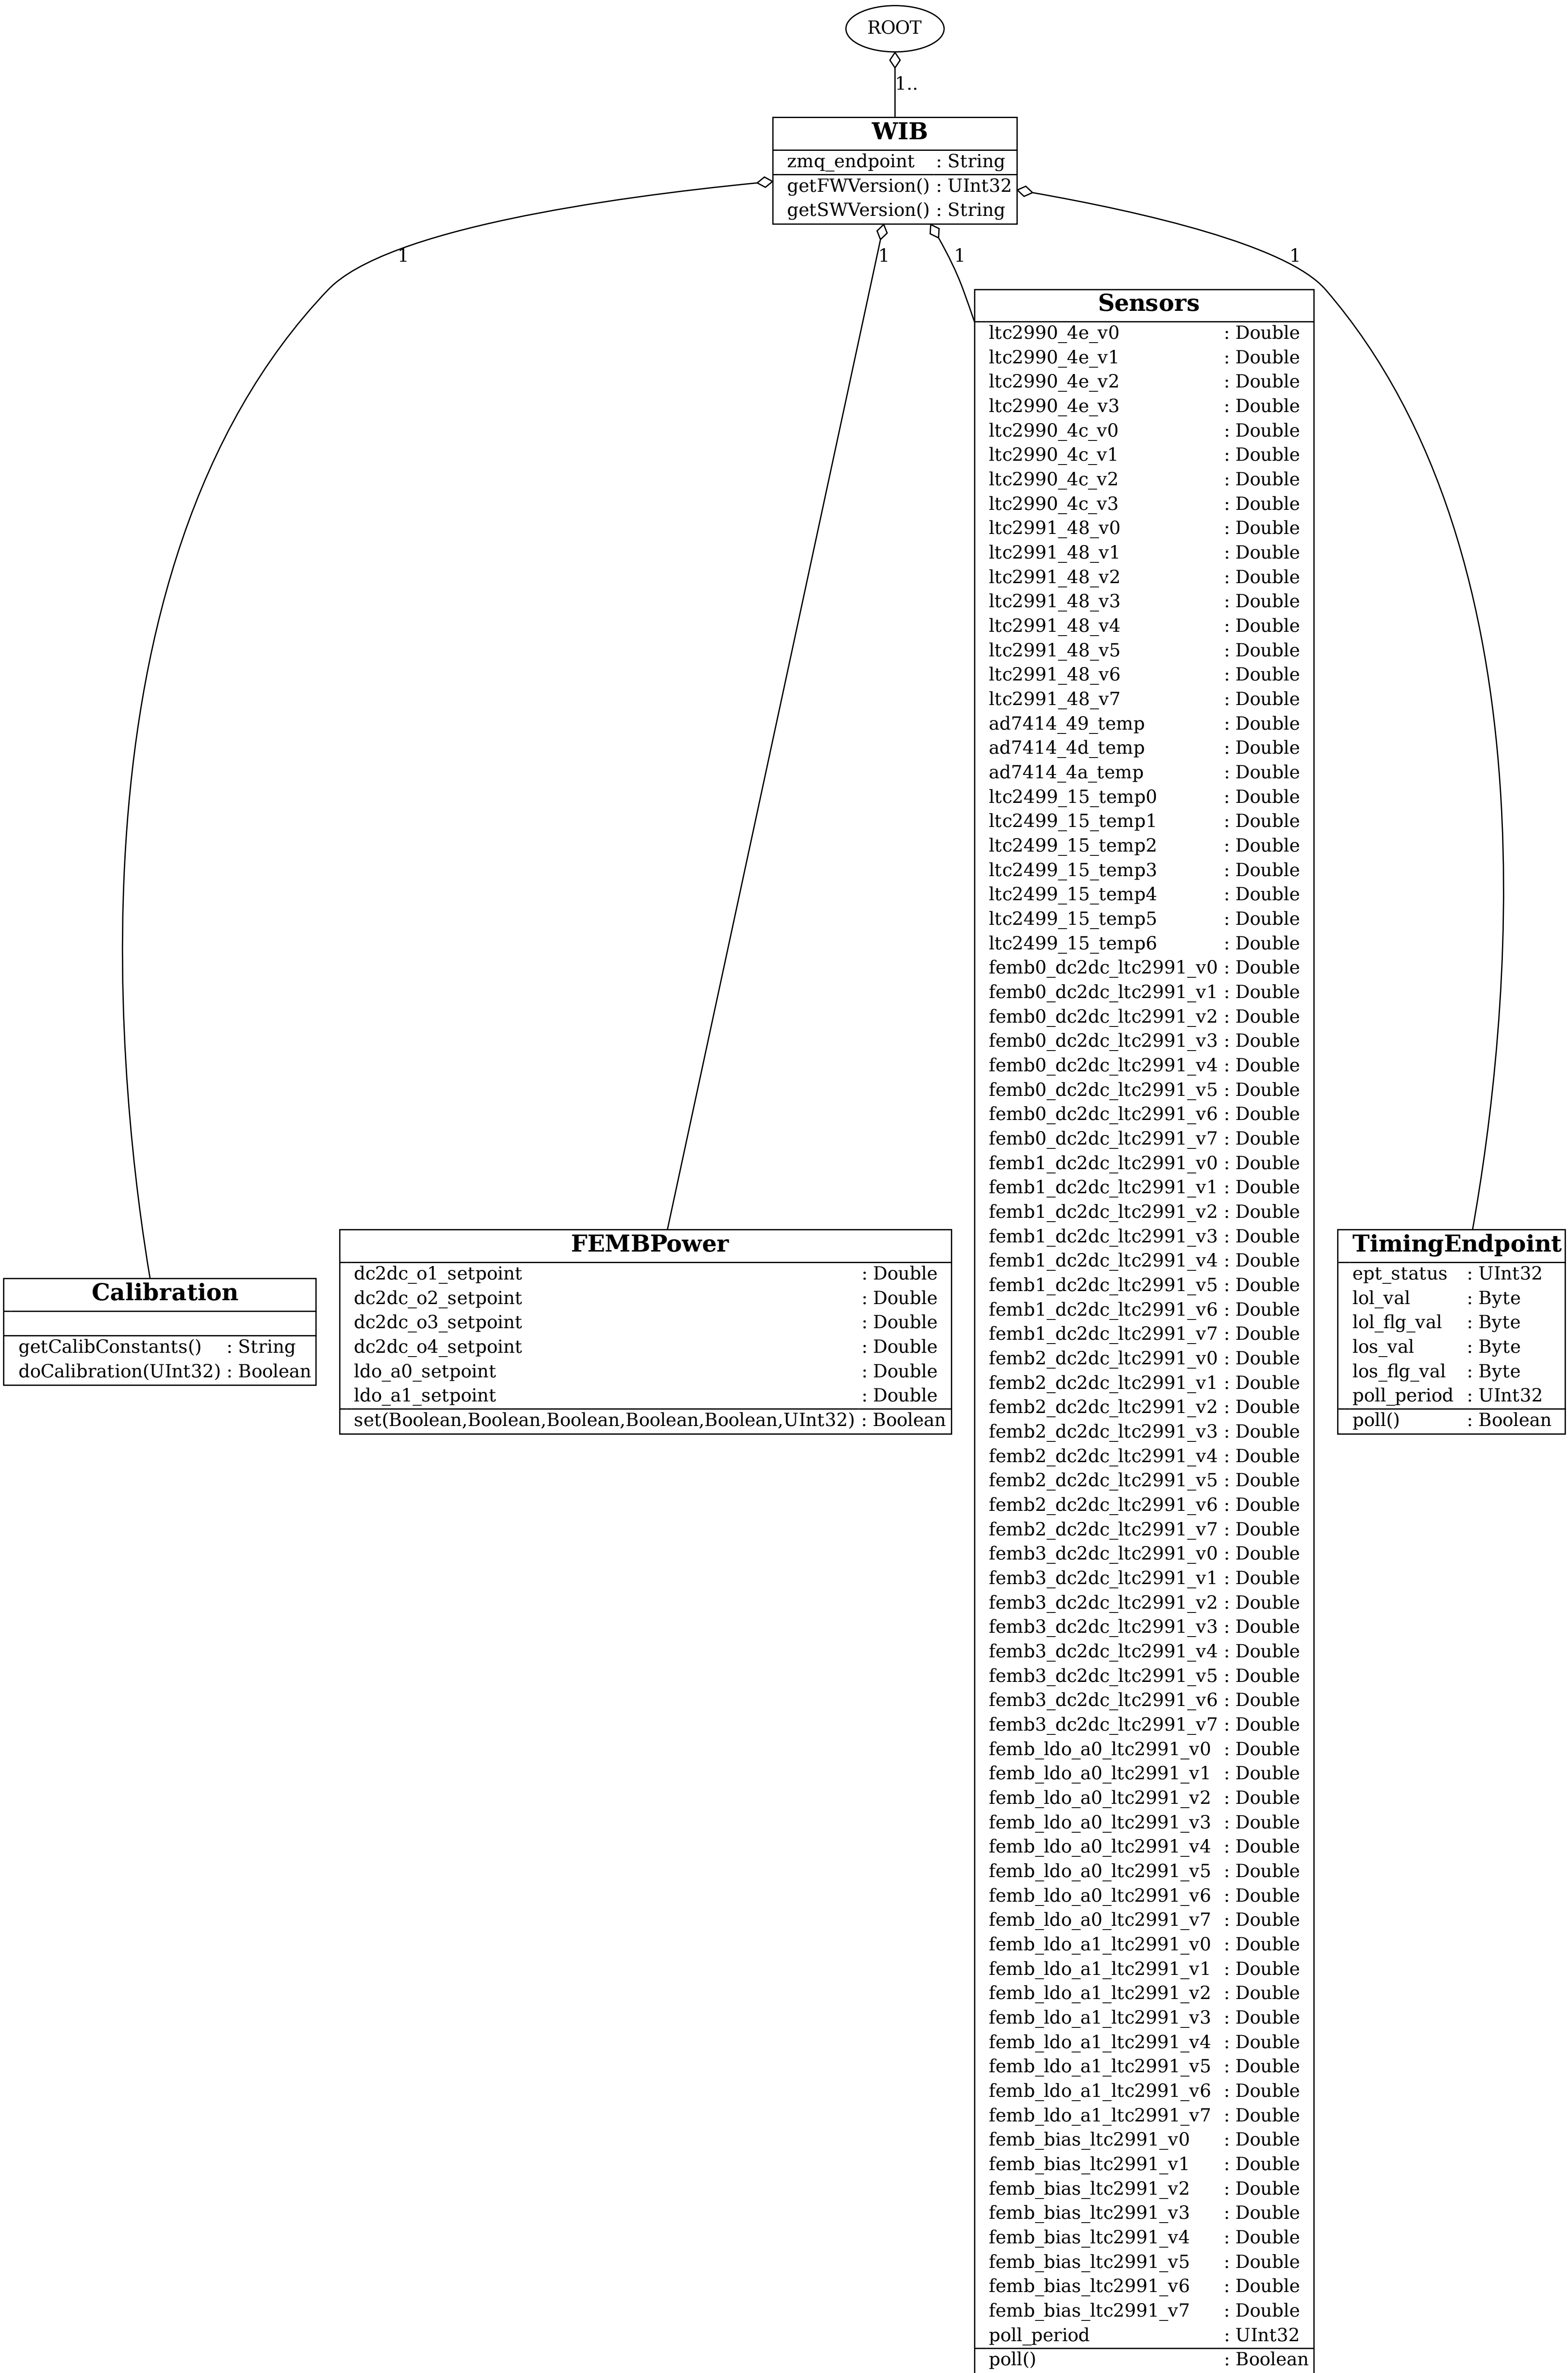 ROOT
1..
WIB
zmq_endpoint : String
getFWVersion() : UInt32
getSWVersion() : String
1
1
1
1
Sensors
ltc2990_4e_v0 : Double
ltc2990_4e_v1 : Double
ltc2990_4e_v2 : Double
ltc2990_4e_v3 : Double
ltc2990_4c_v0 : Double
ltc2990_4c_v1 : Double
ltc2990_4c_v2 : Double
ltc2990_4c_v3 : Double
ltc2991_48_v0 : Double
ltc2991_48_v1 : Double
ltc2991_48_v2 : Double
ltc2991_48_v3 : Double
ltc2991_48_v4 : Double
ltc2991_48_v5 : Double
ltc2991_48_v6 : Double
ltc2991_48_v7 : Double
ad7414_49_temp : Double
ad7414_4d_temp : Double
ad7414_4a_temp : Double
ltc2499_15_temp0 : Double
ltc2499_15_temp1 : Double
ltc2499_15_temp2 : Double
ltc2499_15_temp3 : Double
ltc2499_15_temp4 : Double
ltc2499_15_temp5 : Double
ltc2499_15_temp6 : Double
femb0_dc2dc_ltc2991_v0 : Double
femb0_dc2dc_ltc2991_v1 : Double
femb0_dc2dc_ltc2991_v2 : Double
femb0_dc2dc_ltc2991_v3 : Double
femb0_dc2dc_ltc2991_v4 : Double
femb0_dc2dc_ltc2991_v5 : Double
femb0_dc2dc_ltc2991_v6 : Double
femb0_dc2dc_ltc2991_v7 : Double
femb1_dc2dc_ltc2991_v0 : Double
femb1_dc2dc_ltc2991_v1 : Double
femb1_dc2dc_ltc2991_v2 : Double
femb1_dc2dc_ltc2991_v3 : Double
femb1_dc2dc_ltc2991_v4 : Double
femb1_dc2dc_ltc2991_v5 : Double
femb1_dc2dc_ltc2991_v6 : Double
femb1_dc2dc_ltc2991_v7 : Double
femb2_dc2dc_ltc2991_v0 : Double
femb2_dc2dc_ltc2991_v1 : Double
femb2_dc2dc_ltc2991_v2 : Double
femb2_dc2dc_ltc2991_v3 : Double
femb2_dc2dc_ltc2991_v4 : Double
femb2_dc2dc_ltc2991_v5 : Double
femb2_dc2dc_ltc2991_v6 : Double
femb2_dc2dc_ltc2991_v7 : Double
femb3_dc2dc_ltc2991_v0 : Double
femb3_dc2dc_ltc2991_v1 : Double
femb3_dc2dc_ltc2991_v2 : Double
femb3_dc2dc_ltc2991_v3 : Double
femb3_dc2dc_ltc2991_v4 : Double
femb3_dc2dc_ltc2991_v5 : Double
femb3_dc2dc_ltc2991_v6 : Double
femb3_dc2dc_ltc2991_v7 : Double
femb_ldo_a0_ltc2991_v0 : Double
femb_ldo_a0_ltc2991_v1 : Double
femb_ldo_a0_ltc2991_v2 : Double
femb_ldo_a0_ltc2991_v3 : Double
femb_ldo_a0_ltc2991_v4 : Double
femb_ldo_a0_ltc2991_v5 : Double
femb_ldo_a0_ltc2991_v6 : Double
femb_ldo_a0_ltc2991_v7 : Double
femb_ldo_a1_ltc2991_v0 : Double
femb_ldo_a1_ltc2991_v1 : Double
femb_ldo_a1_ltc2991_v2 : Double
femb_ldo_a1_ltc2991_v3 : Double
femb_ldo_a1_ltc2991_v4 : Double
femb_ldo_a1_ltc2991_v5 : Double
femb_ldo_a1_ltc2991_v6 : Double
femb_ldo_a1_ltc2991_v7 : Double
femb_bias_ltc2991_v0 : Double
femb_bias_ltc2991_v1 : Double
femb_bias_ltc2991_v2 : Double
femb_bias_ltc2991_v3 : Double
femb_bias_ltc2991_v4 : Double
femb_bias_ltc2991_v5 : Double
femb_bias_ltc2991_v6 : Double
femb_bias_ltc2991_v7 : Double
poll_period : UInt32
poll() : Boolean
Calibration
getCalibConstants() : String
doCalibration(UInt32) : Boolean
FEMBPower
dc2dc_o1_setpoint : Double
dc2dc_o2_setpoint : Double
dc2dc_o3_setpoint : Double
dc2dc_o4_setpoint : Double
ldo_a0_setpoint : Double
ldo_a1_setpoint : Double
set(Boolean,Boolean,Boolean,Boolean,Boolean,UInt32) : Boolean
TimingEndpoint
ept_status : UInt32
lol_val : Byte
lol_flg_val : Byte
los_val : Byte
los_flg_val : Byte
poll_period : UInt32
poll() : Boolean